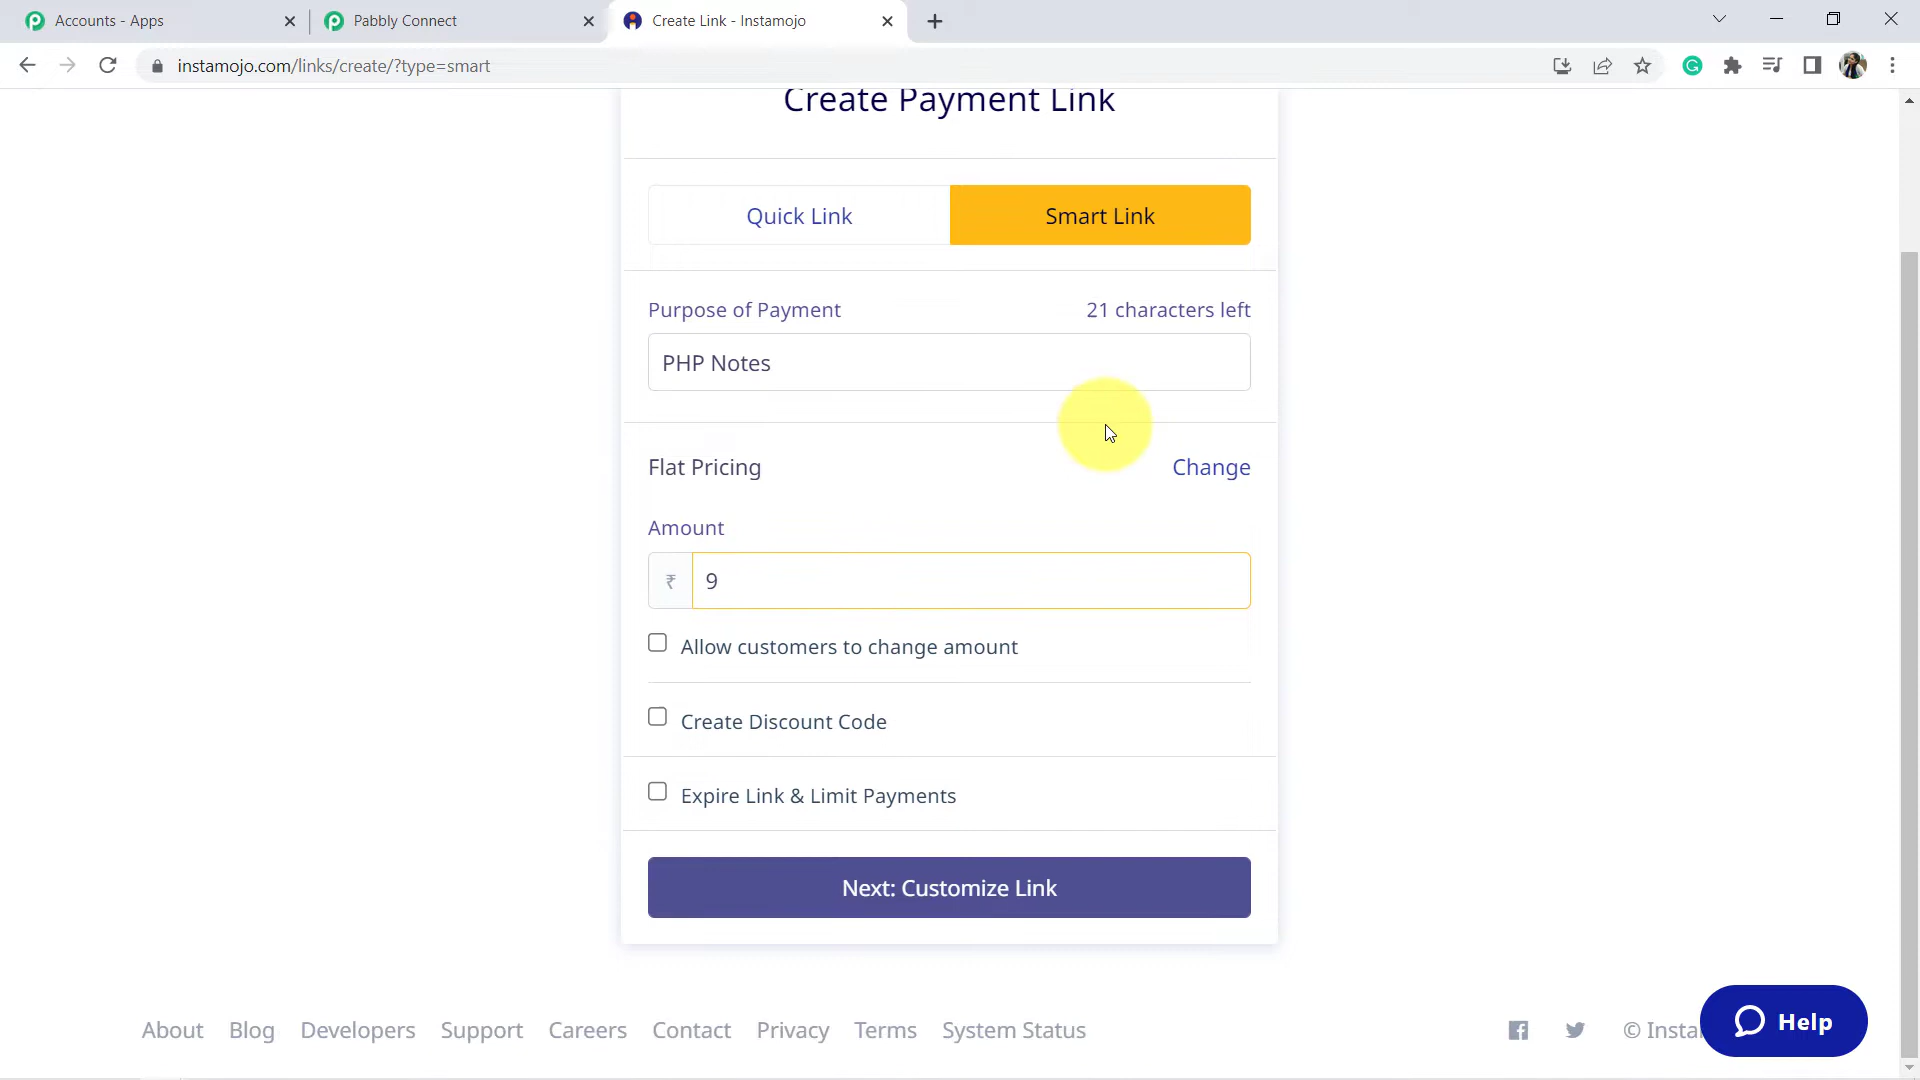 Accounts - Apps
Pabbly Connect
Create Link - Instamojo
instamojo.com/links/create/?type=smart
Create Payment Link
Quick Link
Smart Link
Purpose of Payment
21 characters left
PHP Notes
Flat Pricing
Change
Amount
₹ 9
Allow customers to change amount
Create Discount Code
Expire Link & Limit Payments
Next: Customize Link
About Blog Developers Support Careers Contact Privacy Terms System Status
© Insta
Help